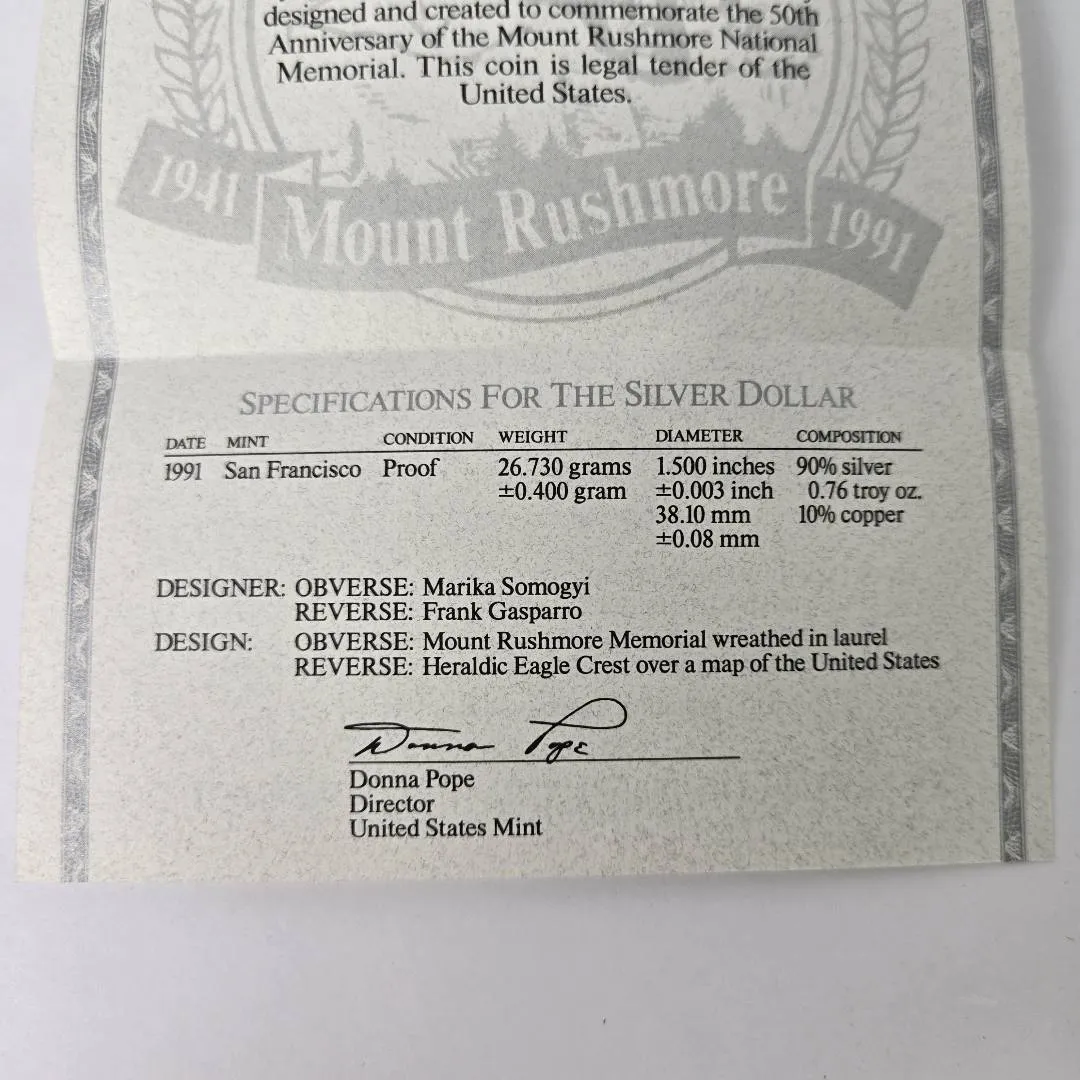 designed and created to commemorate the 50th
Anniversary of the Mount Rushmore National
Memorial. This coin is legal tender of the
United States.
1941 Mount Rushmore 1991
SPECIFICATIONS FOR THE SILVER DOLLAR
DATE MINT CONDITION WEIGHT DIAMETER COMPOSITION
1991 San Francisco Proof 26.730 grams 1.500 inches 90% silver
±0.400 gram ±0.003 inch 0.76 troy oz.
38.10 mm 10% copper
±0.08 mm
DESIGNER: OBVERSE: Marika Somogyi
REVERSE: Frank Gasparro
DESIGN: OBVERSE: Mount Rushmore Memorial wreathed in laurel
REVERSE: Heraldic Eagle Crest over a map of the United States
Donna Pope
Donna Pope
Director
United States Mint